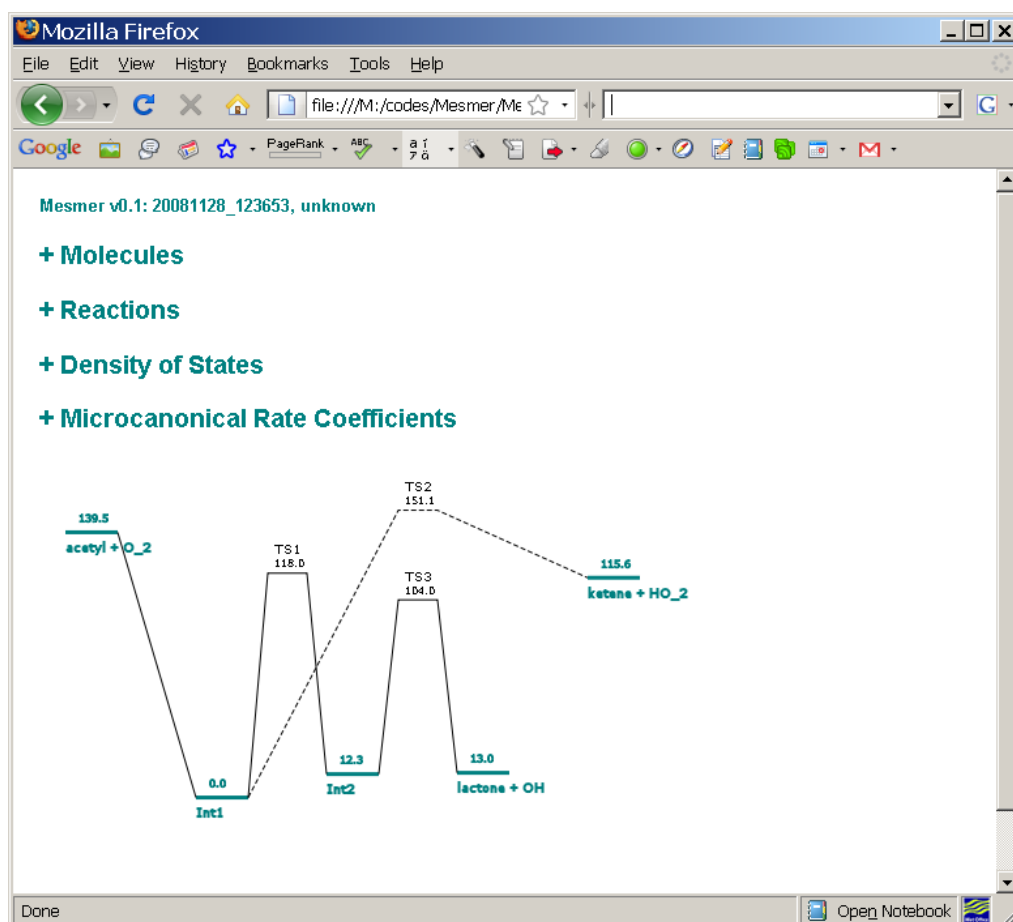 Mozilla Firefox
File Edit View History Bookmarks Tools Help
file:///M:/codes/Mesmer/Me
G
Google PageRank ABC
Mesmer v0.1: 20081128_123653, unknown
+ Molecules
+ Reactions
+ Density of States
+ Microcanonical Rate Coefficients
TS2
151.1
139.5
acetyl + O_2
TS1
118.0
TS3
104.0
115.6
ketene + HO_2
12.3
Int2
13.0
lactone + OH
0.0
Int1
Done
Open Notebook